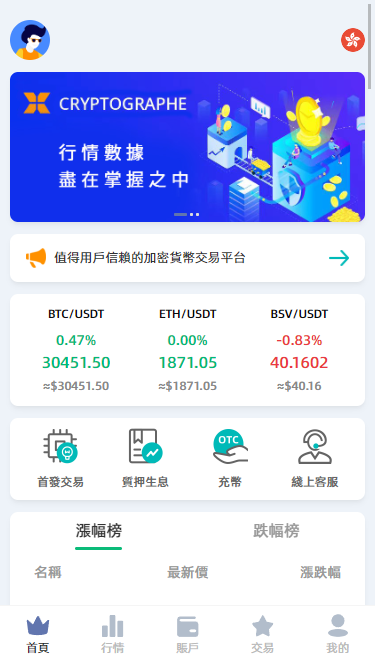 CRYPTOGRAPHE
行情數據
盡在掌握之中
值得用戶信賴的加密貨幣交易平台
BTC/USDT ETH/USDT BSV/USDT
0.47% 0.00% -0.83%
30451.50 1871.05 40.1602
≈$30451.50 ≈$1871.05 ≈$40.16
OTC
首發交易 質押生息 充幣 綫上客服
漲幅榜 跌幅榜
名稱 最新價 漲跌幅
首頁 行情 賬戶 交易 我的